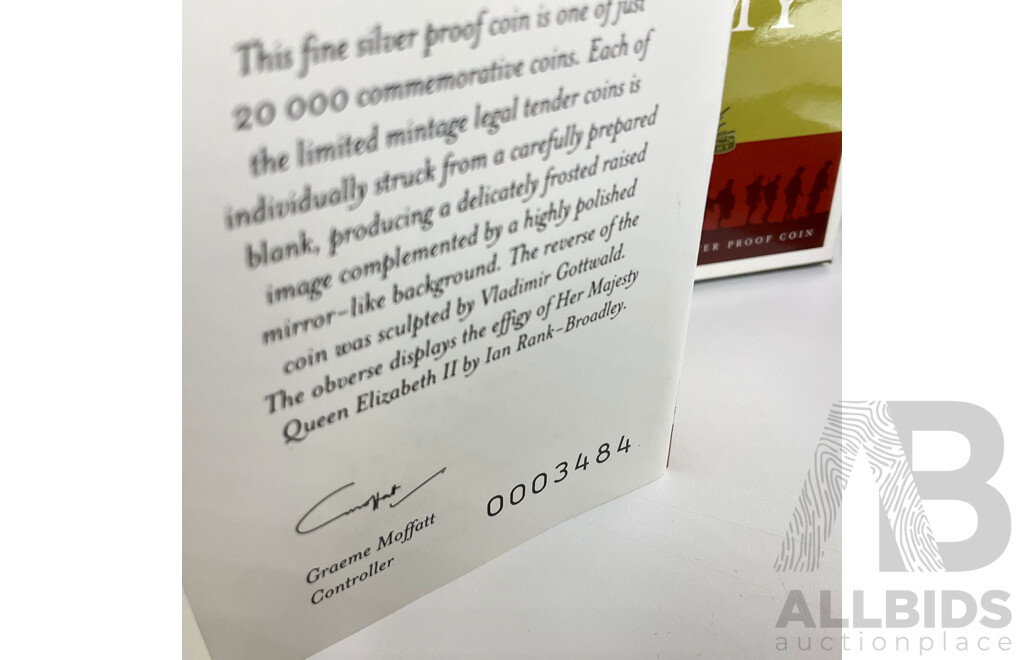 This fine silver proof coin is one of just
20 000 commemorative coins. Each of
the limited mintage legal tender coins is
individually struck from a carefully prepared
blank, producing a delicately frosted raised
image complemented by a highly polished
mirror-like background. The reverse of the
coin was sculpted by Vladimir Gottwald.
The obverse displays the effigy of Her Majesty
Queen Elizabeth II by Ian Rank-Broadley.
Graeme Moffatt
Controller
0003484
ER PROOF COIN
AB
ALLBIDS
auctionplace